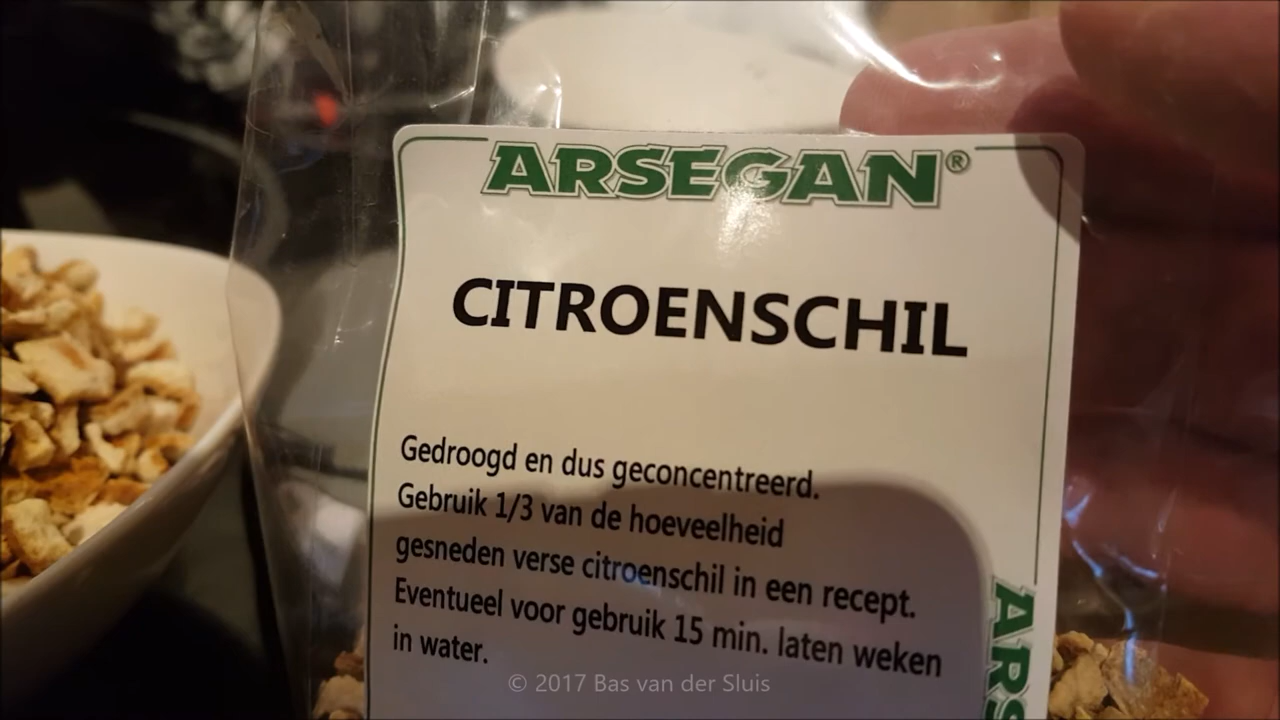 ARSEGAN®
CITROENSCHIL
Gedroogd en dus geconcentreerd.
Gebruik 1/3 van de hoeveelheid
gesneden verse citroenschil in een recept.
Eventueel voor gebruik 15 min. laten weken
in water.
ARS
© 2017 Bas van der Sluis